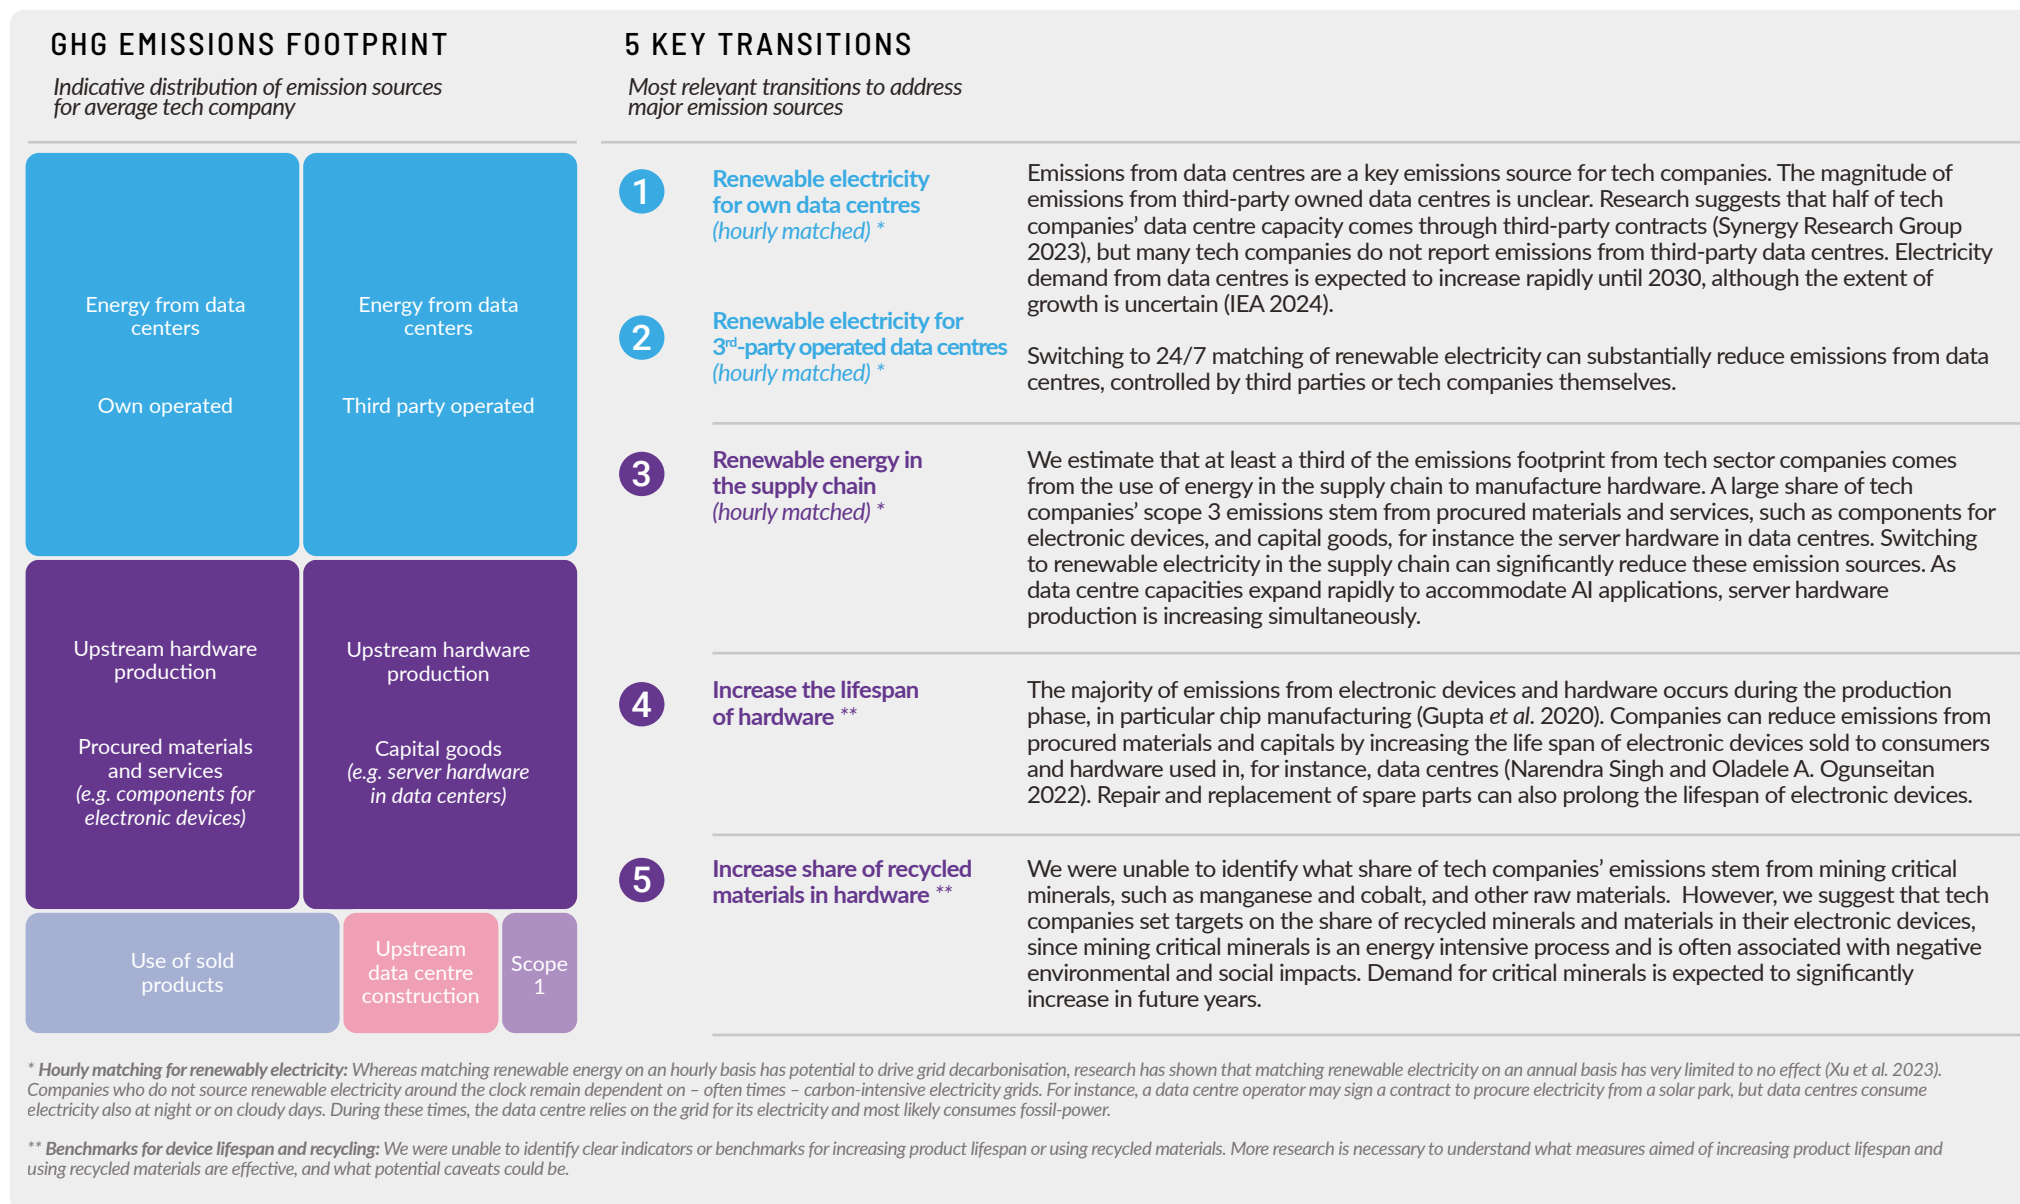 GHG EMISSIONS FOOTPRINT
Indicative distribution of emission sources
for average tech company
Energy from data
centers
Own operated
Energy from data
centers
Third party operated
Upstream hardware
production
Procured materials
and services
(e.g. components for
electronic devices)
Upstream hardware
production
Capital goods
(e.g. server hardware
in data centers)
Use of sold
products
Upstream
data centre
construction
Scope
1
5 KEY TRANSITIONS
Most relevant transitions to address
major emission sources
1
Renewable electricity
for own data centres
(hourly matched) *
2
Renewable electricity for
3rd-party operated data centres
(hourly matched) *
Emissions from data centres are a key emissions source for tech companies. The magnitude of
emissions from third-party owned data centres is unclear. Research suggests that half of tech
companies’ data centre capacity comes through third-party contracts (Synergy Research Group
2023), but many tech companies do not report emissions from third-party data centres. Electricity
demand from data centres is expected to increase rapidly until 2030, although the extent of
growth is uncertain (IEA 2024).
Switching to 24/7 matching of renewable electricity can substantially reduce emissions from data
centres, controlled by third parties or tech companies themselves.
3
Renewable energy in
the supply chain
(hourly matched) *
We estimate that at least a third of the emissions footprint from tech sector companies comes
from the use of energy in the supply chain to manufacture hardware. A large share of tech
companies’ scope 3 emissions stem from procured materials and services, such as components for
electronic devices, and capital goods, for instance the server hardware in data centres. Switching
to renewable electricity in the supply chain can significantly reduce these emission sources. As
data centre capacities expand rapidly to accommodate AI applications, server hardware
production is increasing simultaneously.
4
Increase the lifespan
of hardware **
The majority of emissions from electronic devices and hardware occurs during the production
phase, in particular chip manufacturing (Gupta et al. 2020). Companies can reduce emissions from
procured materials and capitals by increasing the life span of electronic devices sold to consumers
and hardware used in, for instance, data centres (Narendra Singh and Oladele A. Ogunseitan
2022). Repair and replacement of spare parts can also prolong the lifespan of electronic devices.
5
Increase share of recycled
materials in hardware **
We were unable to identify what share of tech companies’ emissions stem from mining critical
minerals, such as manganese and cobalt, and other raw materials. However, we suggest that tech
companies set targets on the share of recycled minerals and materials in their electronic devices,
since mining critical minerals is an energy intensive process and is often associated with negative
environmental and social impacts. Demand for critical minerals is expected to significantly
increase in future years.
* Hourly matching for renewably electricity: Whereas matching renewable energy on an hourly basis has potential to drive grid decarbonisation, research has shown that matching renewable electricity on an annual basis has very limited to no effect (Xu et al. 2023).
Companies who do not source renewable electricity around the clock remain dependent on – often times – carbon-intensive electricity grids. For instance, a data centre operator may sign a contract to procure electricity from a solar park, but data centres consume
electricity also at night or on cloudy days. During these times, the data centre relies on the grid for its electricity and most likely consumes fossil-power.
** Benchmarks for device lifespan and recycling: We were unable to identify clear indicators or benchmarks for increasing product lifespan or using recycled materials. More research is necessary to understand what measures aimed of increasing product lifespan and
using recycled materials are effective, and what potential caveats could be.